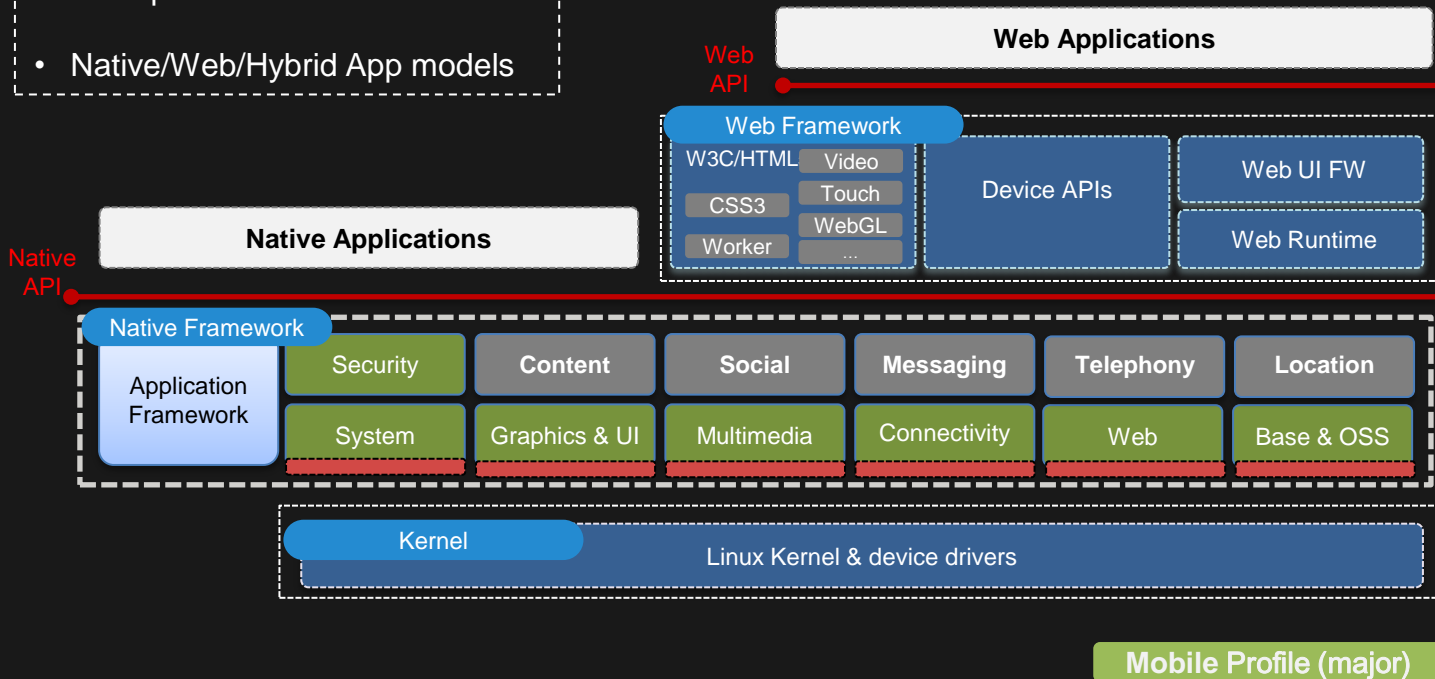 • Native/Web/Hybrid App models
Web Applications
Web
API
Web Framework
W3C/HTML
Video
Touch
CSS3
WebGL
Worker
...
Device APIs
Web UI FW
Web Runtime
Native Applications
Native
API
Native Framework
Application
Framework
Security
Content
Social
Messaging
Telephony
Location
System
Graphics & UI
Multimedia
Connectivity
Web
Base & OSS
Kernel
Linux Kernel & device drivers
Mobile Profile (major)